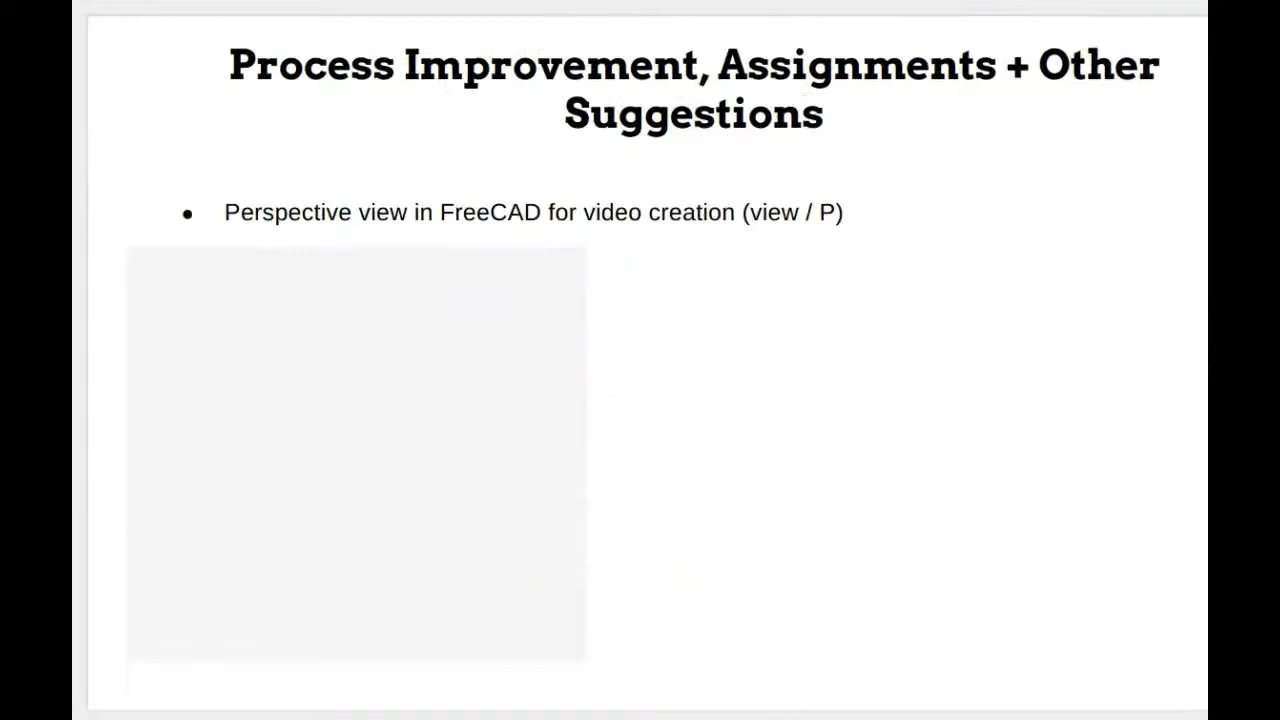 Process Improvement, Assignments + Other
Suggestions
● Perspective view in FreeCAD for video creation (view / P)